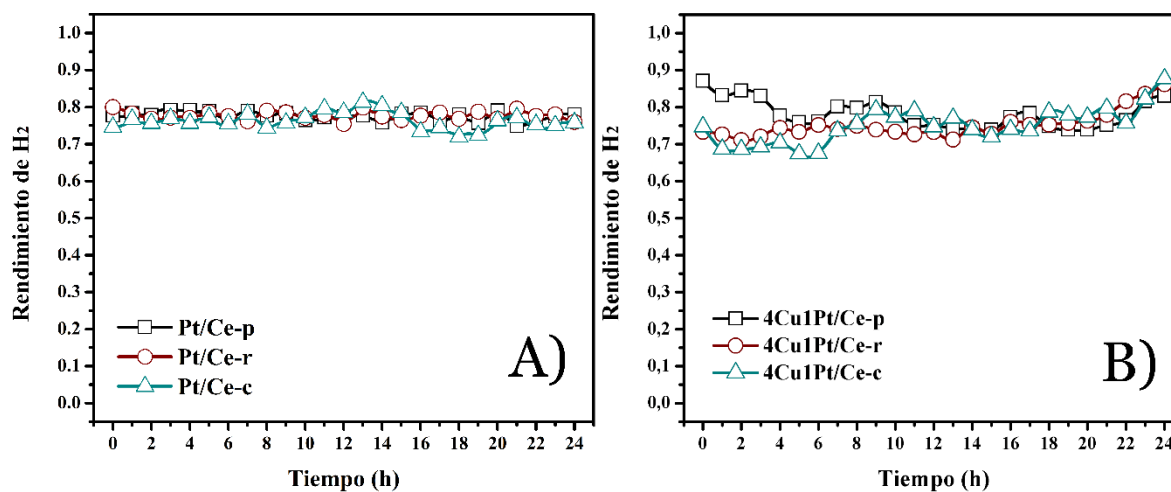 1,0
0.9
0.8
0.7
0.6
0.5
0.4
0.3
0.2
0.1
0.0
Rendimiento de H2
Pt/Ce-p
Pt/Ce-r
Pt/Ce-c
A)
0 2 4 6 8 10 12 14 16 18 20 22 24
Tiempo (h)
1,0
0,9
0,8
0,7
0,6
0,5
0,4
0,3
0,2
0,1
0,0
Rendimiento de H2
4Cu1Pt/Ce-p
4Cu1Pt/Ce-r
4Cu1Pt/Ce-c
B)
0 2 4 6 8 10 12 14 16 18 20 22 24
Tiempo (h)